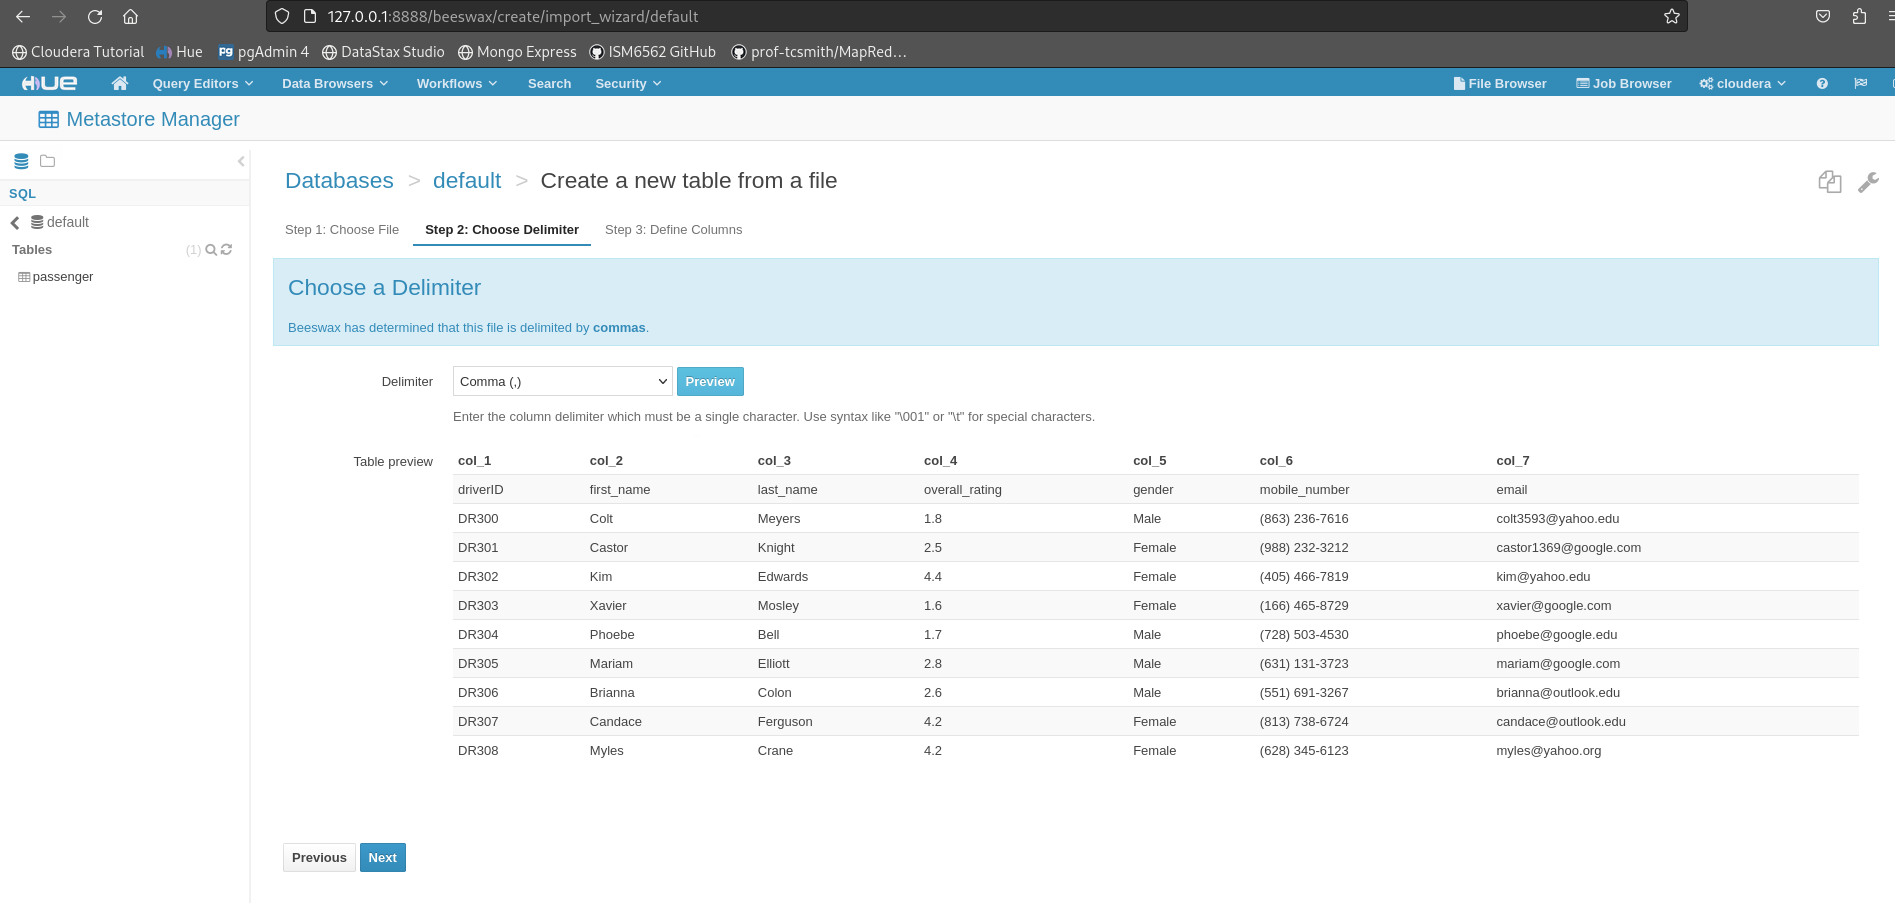 127.0.0.1:8888/beeswax/create/import_wizard/default
Cloudera Tutorial Hue pgAdmin 4 DataStax Studio Mongo Express ISM6562 GitHub prof-tcsmith/MapRed…
HUE Query Editors Data Browsers Workflows Search Security File Browser Job Browser cloudera
Metastore Manager
SQL
default
Tables (1)
passenger
Databases > default > Create a new table from a file
Step 1: Choose File Step 2: Choose Delimiter Step 3: Define Columns
Choose a Delimiter
Beeswax has determined that this file is delimited by commas.
Delimiter Comma (,) Preview
Enter the column delimiter which must be a single character. Use syntax like "\001" or "\t" for special characters.
Table preview col_1 col_2 col_3 col_4 col_5 col_6 col_7
driverID first_name last_name overall_rating gender mobile_number email
DR300 Colt Meyers 1.8 Male (863) 236-7616 colt3593@yahoo.edu
DR301 Castor Knight 2.5 Female (988) 232-3212 castor1369@google.com
DR302 Kim Edwards 4.4 Female (405) 466-7819 kim@yahoo.edu
DR303 Xavier Mosley 1.6 Female (166) 465-8729 xavier@google.com
DR304 Phoebe Bell 1.7 Male (728) 503-4530 phoebe@google.edu
DR305 Mariam Elliott 2.8 Male (631) 131-3723 mariam@google.com
DR306 Brianna Colon 2.6 Male (551) 691-3267 brianna@outlook.edu
DR307 Candace Ferguson 4.2 Female (813) 738-6724 candace@outlook.edu
DR308 Myles Crane 4.2 Female (628) 345-6123 myles@yahoo.org
Previous Next